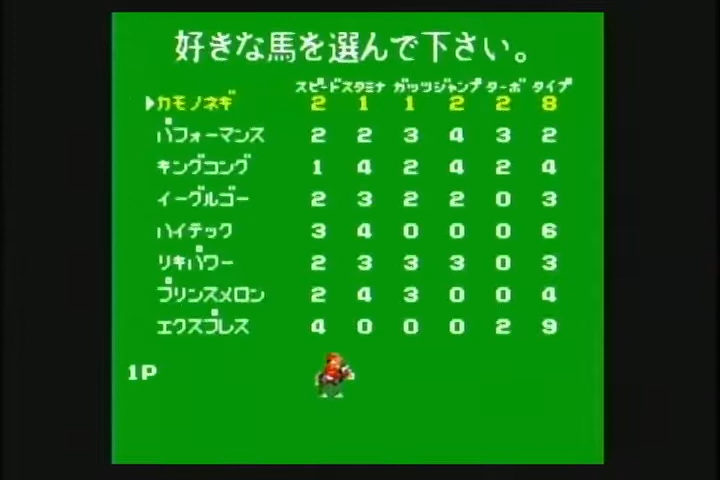 好きな馬を選んで下さい。
スピード スタミナ ガッツ ジャンプ ターボ タイプ
▶カモノネギ 2 1 1 2 2 8
パフォーマンス 2 2 3 4 3 2
キングコング 1 4 2 4 2 4
イーグルゴー 2 3 2 2 0 3
ハイテック 3 4 0 0 0 6
リキパワー 2 3 3 3 0 3
プリンスメロン 2 4 3 0 0 4
エクスプレス 4 0 0 0 2 9
1P